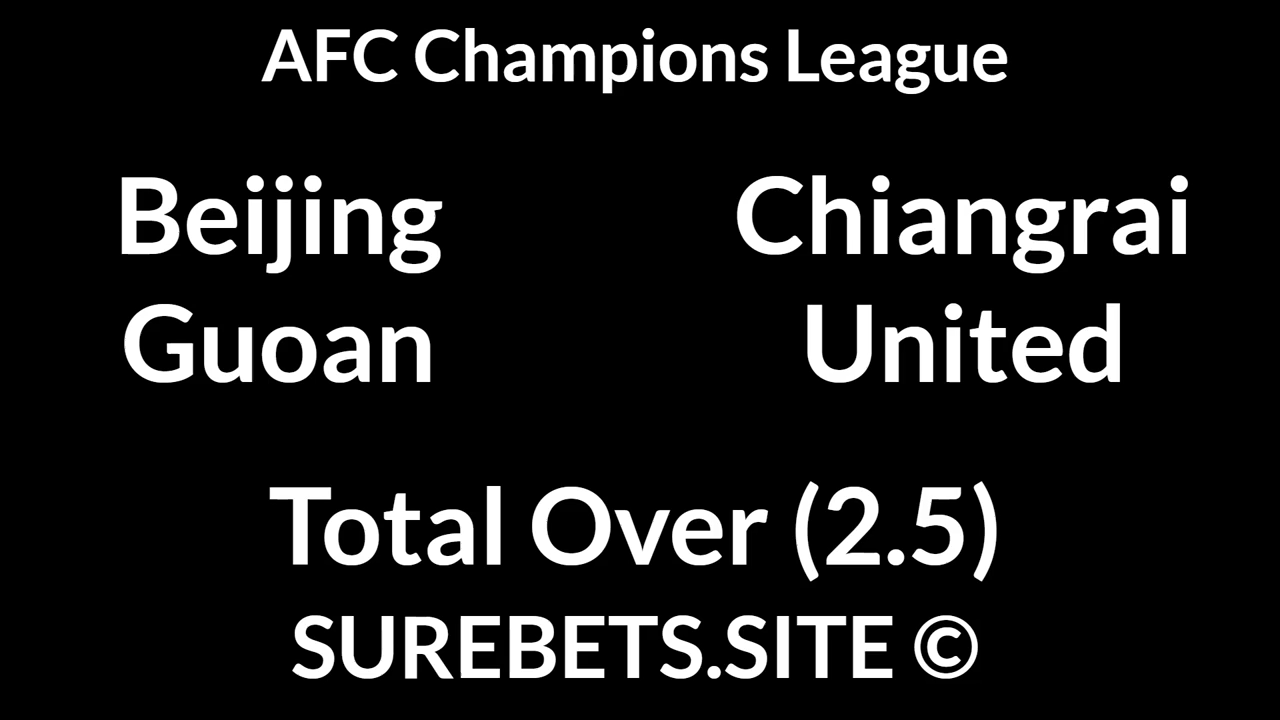 AFC Champions League
Beijing
Guoan
Chiangrai
United
Total Over (2.5)
SUREBETS.SITE ©